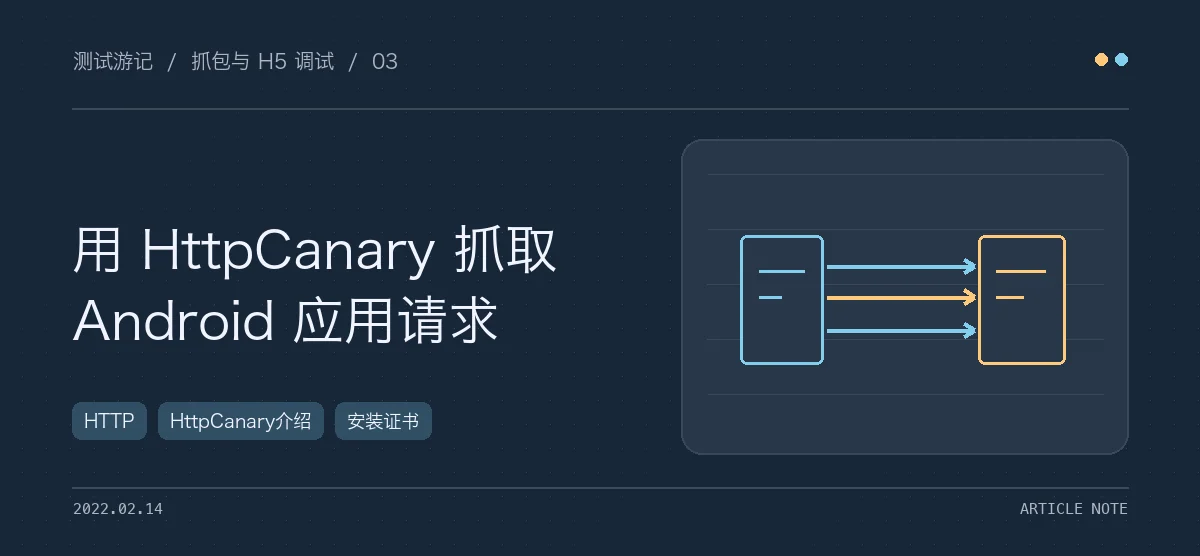 测试游记 / 抓包与 H5 调试 / 03
用 HttpCanary 抓取
Android 应用请求
HTTP HttpCanary介绍 安装证书
2022.02.14 ARTICLE NOTE